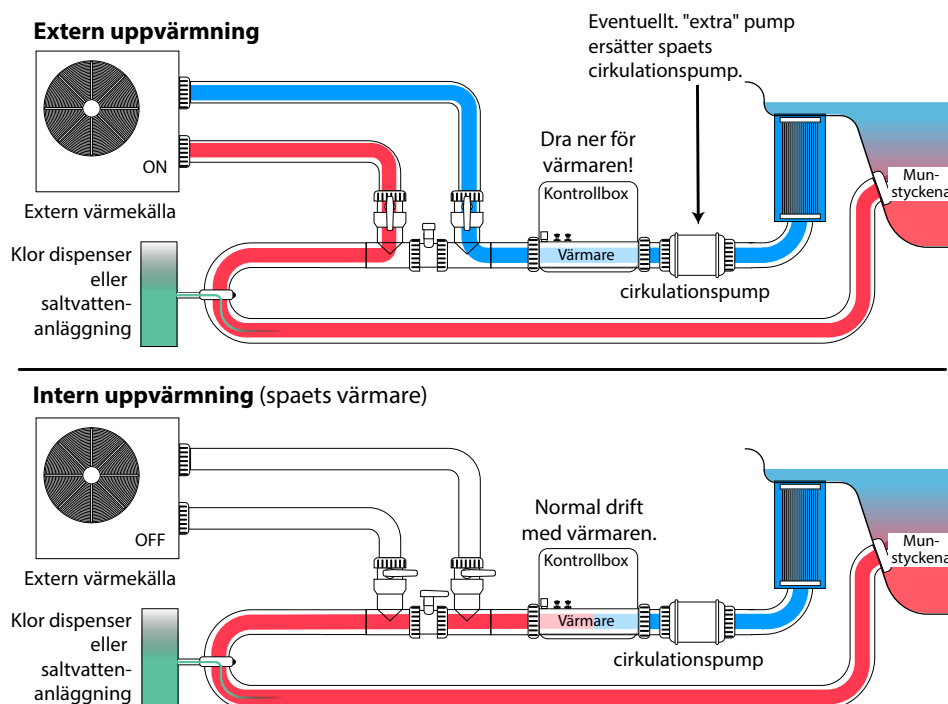 Extern uppvärmning
Eventuellt. "extra" pump
ersätter spaets
cirkulationspump.
Dra ner för
värmaren!
Kontrollbox
ON
Mun-
styckena
Extern värmekälla
Värmare
cirkulationspump
Klor dispenser
eller
saltvatten-
anläggning
Intern uppvärmning (spaets värmare)
Normal drift
med värmaren.
Kontrollbox
OFF
Mun-
styckena
Extern värmekälla
Värmare
cirkulationspump
Klor dispenser
eller
saltvatten-
anläggning